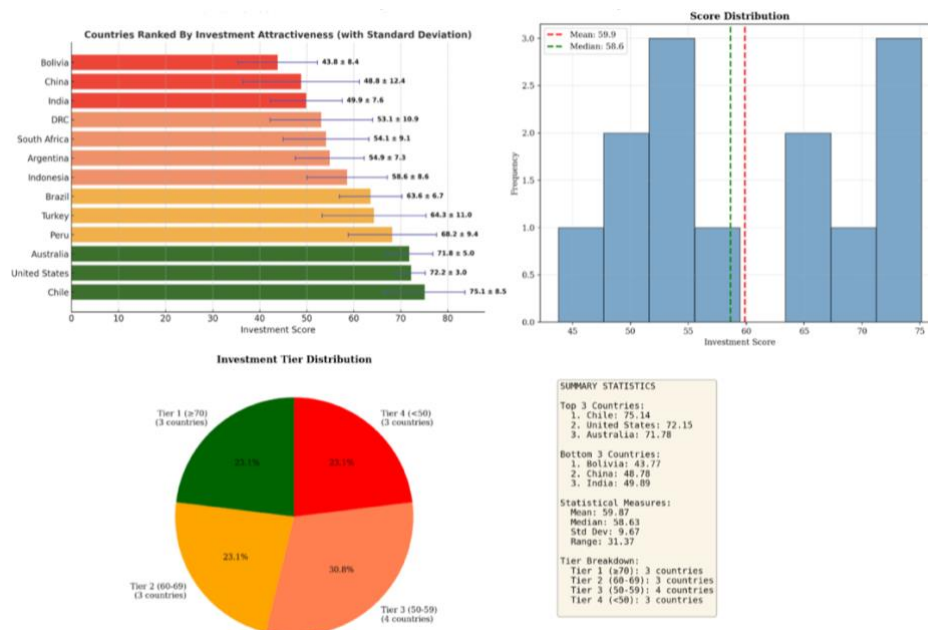 Countries Ranked By Investment Attractiveness (with Standard Deviation)
Bolivia 43.8 ± 8.4
China 48.8 ± 12.4
India 49.9 ± 7.6
DRC 53.1 ± 10.9
South Africa 54.1 ± 9.1
Argentina 54.9 ± 7.3
Indonesia 58.6 ± 8.6
Brazil 63.6 ± 6.7
Turkey 64.3 ± 11.0
Peru 68.2 ± 9.4
Australia 71.8 ± 5.0
United States 72.2 ± 3.0
Chile 75.1 ± 8.5
0 10 20 30 40 50 60 70 80
Investment Score
Score Distribution
Mean: 59.9
Median: 58.6
Frequency
3.0
2.5
2.0
1.5
1.0
0.5
0.0
45 50 55 60 65 70 75
Investment Score
Investment Tier Distribution
Tier 1 (≥70)
(3 countries)
23.1%
Tier 4 (<50)
(3 countries)
23.1%
Tier 2 (60-69)
(3 countries)
23.1%
Tier 3 (50-59)
(4 countries)
30.8%
SUMMARY STATISTICS
Top 3 Countries:
1. Chile: 75.14
2. United States: 72.15
3. Australia: 71.78
Bottom 3 Countries:
1. Bolivia: 43.77
2. China: 48.78
3. India: 49.89
Statistical Measures:
Mean: 59.87
Median: 58.63
Std Dev: 9.67
Range: 31.37
Tier Breakdown:
Tier 1 (≥70): 3 countries
Tier 2 (60-69): 3 countries
Tier 3 (50-59): 4 countries
Tier 4 (<50): 3 countries